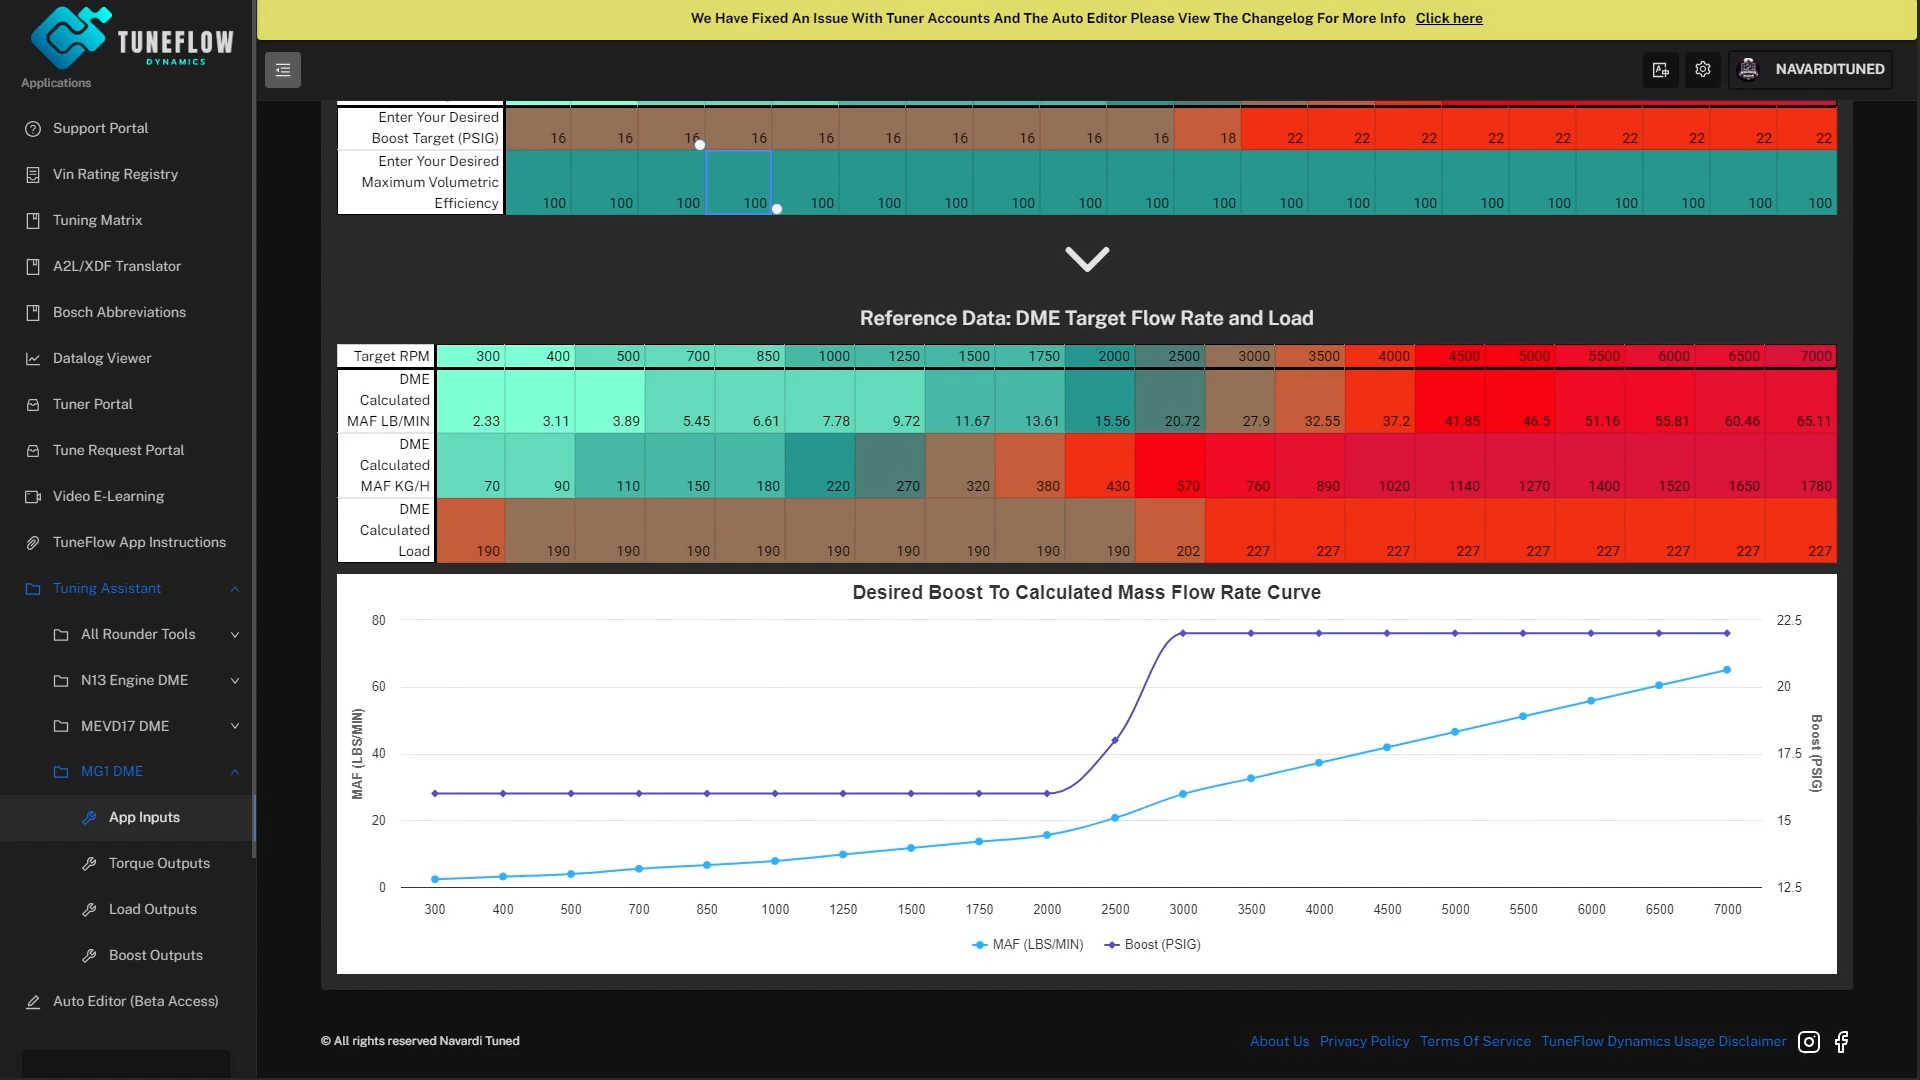 TUNEFLOW
DYNAMICS
Applications
Support Portal
Vin Rating Registry
Tuning Matrix
A2L/XDF Translator
Bosch Abbreviations
Datalog Viewer
Tuner Portal
Tune Request Portal
Video E-Learning
TuneFlow App Instructions
Tuning Assistant
All Rounder Tools
N13 Engine DME
MEVD17 DME
MG1 DME
App Inputs
Torque Outputs
Load Outputs
Boost Outputs
Auto Editor (Beta Access)
We Have Fixed An Issue With Tuner Accounts And The Auto Editor Please View The Changelog For More Info Click here
NAVARDITUNED
Enter Your Desired
Boost Target (PSIG) 16 16 16 16 16 16 16 16 16 16 18 22 22 22 22 22 22 22 22 22
Enter Your Desired
Maximum Volumetric
Efficiency 100 100 100 100 100 100 100 100 100 100 100 100 100 100 100 100 100 100 100 100
Reference Data: DME Target Flow Rate and Load
Target RPM 300 400 500 700 850 1000 1250 1500 1750 2000 2500 3000 3500 4000 4500 5000 5500 6000 6500 7000
DME
Calculated
MAF LB/MIN 2.33 3.11 3.89 5.45 6.61 7.78 9.72 11.67 13.61 15.56 20.72 27.9 32.55 37.2 41.85 46.5 51.16 55.81 60.46 65.11
DME
Calculated
MAF KG/H 70 90 110 150 180 220 270 320 380 430 570 760 890 1020 1140 1270 1400 1520 1650 1780
DME
Calculated
Load 190 190 190 190 190 190 190 190 190 190 202 227 227 227 227 227 227 227 227 227
Desired Boost To Calculated Mass Flow Rate Curve
80 22.5
60 20
40 17.5
20 15
0 12.5
MAF (LBS/MIN)
Boost (PSIG)
300 400 500 700 850 1000 1250 1500 1750 2000 2500 3000 3500 4000 4500 5000 5500 6000 6500 7000
MAF (LBS/MIN) Boost (PSIG)
© All rights reserved Navardi Tuned
About Us Privacy Policy Terms Of Service TuneFlow Dynamics Usage Disclaimer